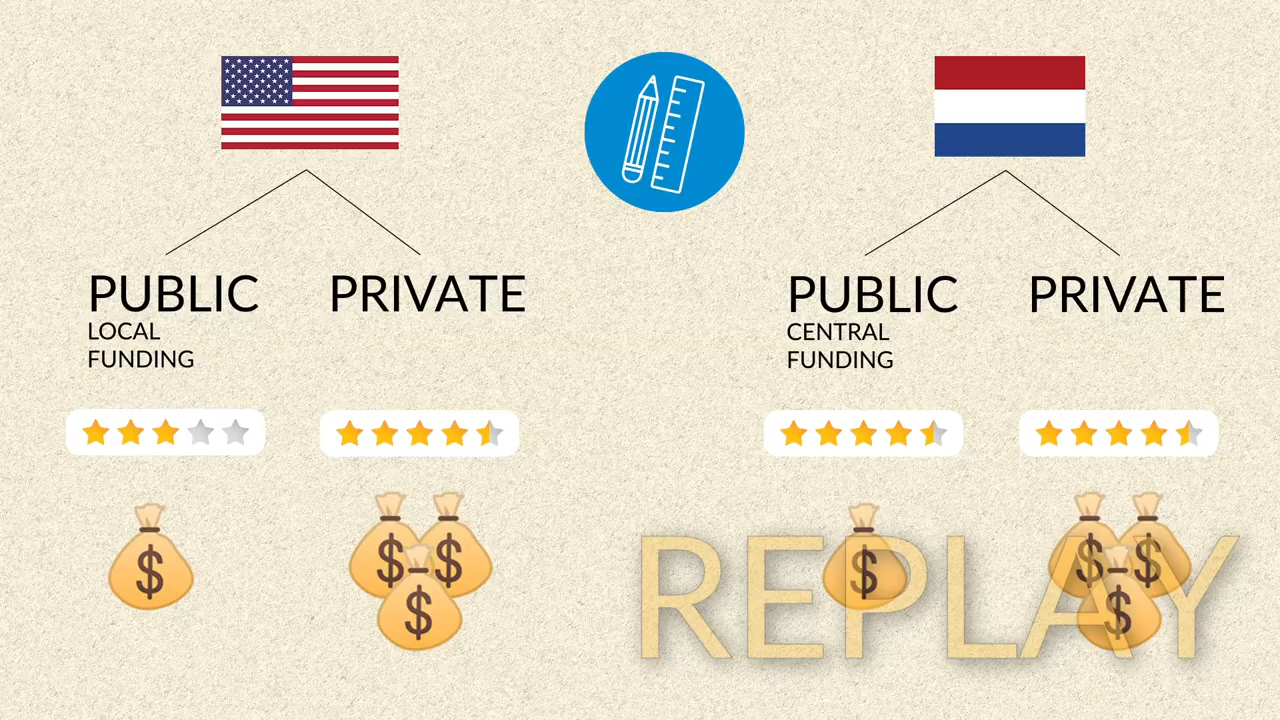 PUBLIC
LOCAL
FUNDING
PRIVATE
PUBLIC
CENTRAL
FUNDING
PRIVATE
$
$ $
$
$
$ $
$
REPLAY